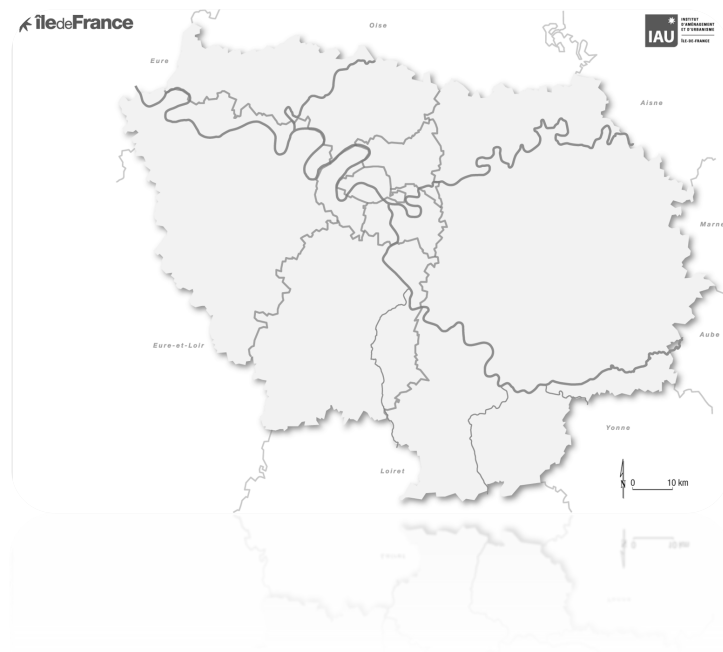 îledeFrance
Oise
IAU
INSTITUT
D'AMÉNAGEMENT
ET D'URBANISME
ÎLE-DE-FRANCE
Eure
Aisne
Marne
Aube
Eure-et-Loir
Yonne
Loiret
N
0 10 km